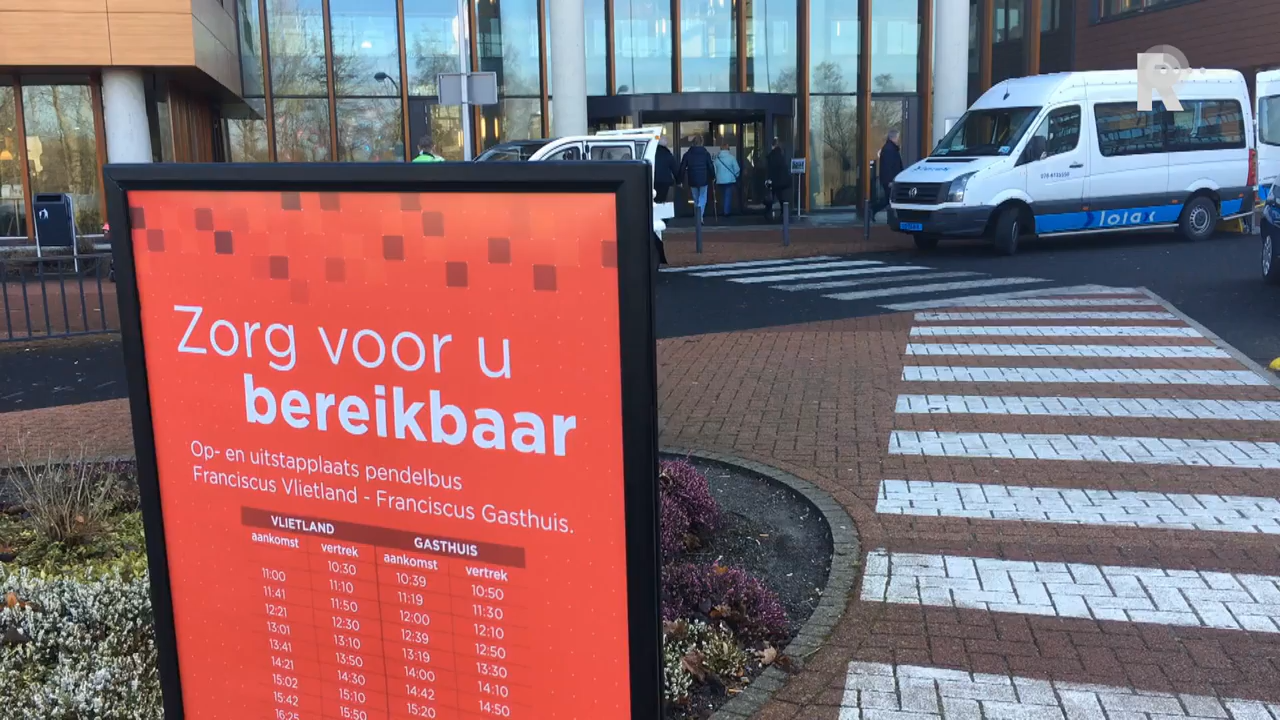 Zorg voor u
bereikbaar
Op- en uitstapplaats pendelbus
Franciscus Vlietland - Franciscus Gasthuis.
VLIETLAND GASTHUIS
aankomst vertrek aankomst vertrek
10:30 10:39 10:50
11:00 11:10 11:19 11:30
11:41 11:50 12:00 12:10
12:21 12:30 12:39 12:50
13:01 13:10 13:19 13:30
13:41 13:50 14:00 14:10
14:21 14:30 14:42 14:50
15:02 15:10 15:20
15:42 15:50
16:25
R